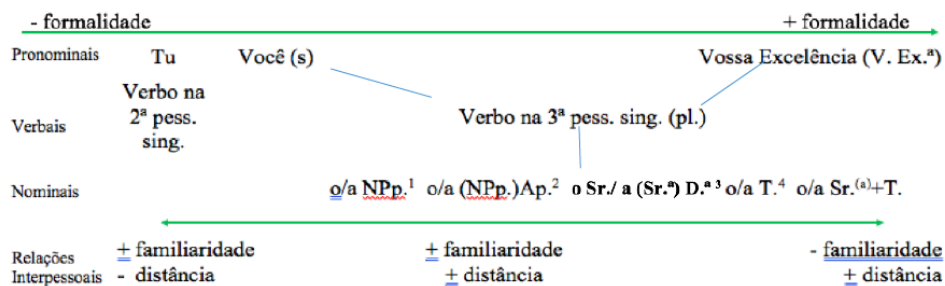 - formalidade + formalidade
Pronominais Tu Você (s) Vossa Excelência (V. Ex.ª)
Verbo na
Verbais 2ª pess. Verbo na 3ª pess. sing. (pl.)
sing.
Nominais o/a NPp.¹ o/a (NPp.)Ap.² o Sr./ a (Sr.ª) D.ª ³ o/a T.⁴ o/a Sr.⁽ª⁾+T.
Relações + familiaridade + familiaridade - familiaridade
Interpessoais - distância + distância + distância